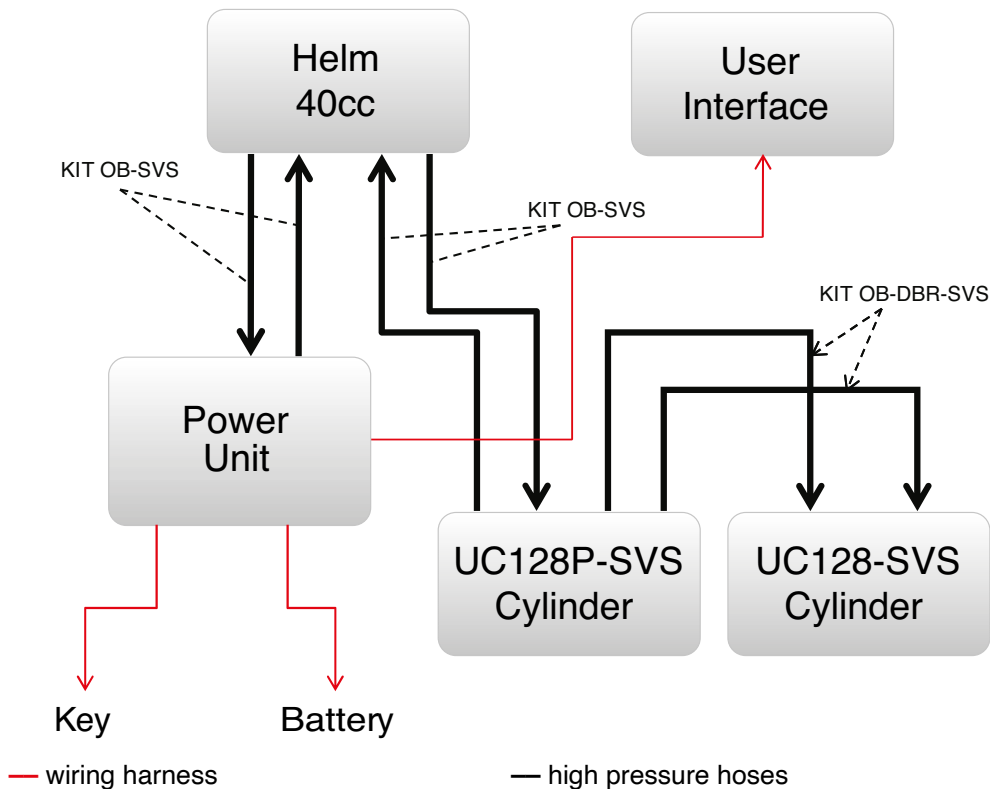 Helm
40cc
User
Interface
KIT OB-SVS
KIT OB-SVS
KIT OB-DBR-SVS
Power
Unit
UC128P-SVS
Cylinder
UC128-SVS
Cylinder
Key
Battery
wiring harness
high pressure hoses